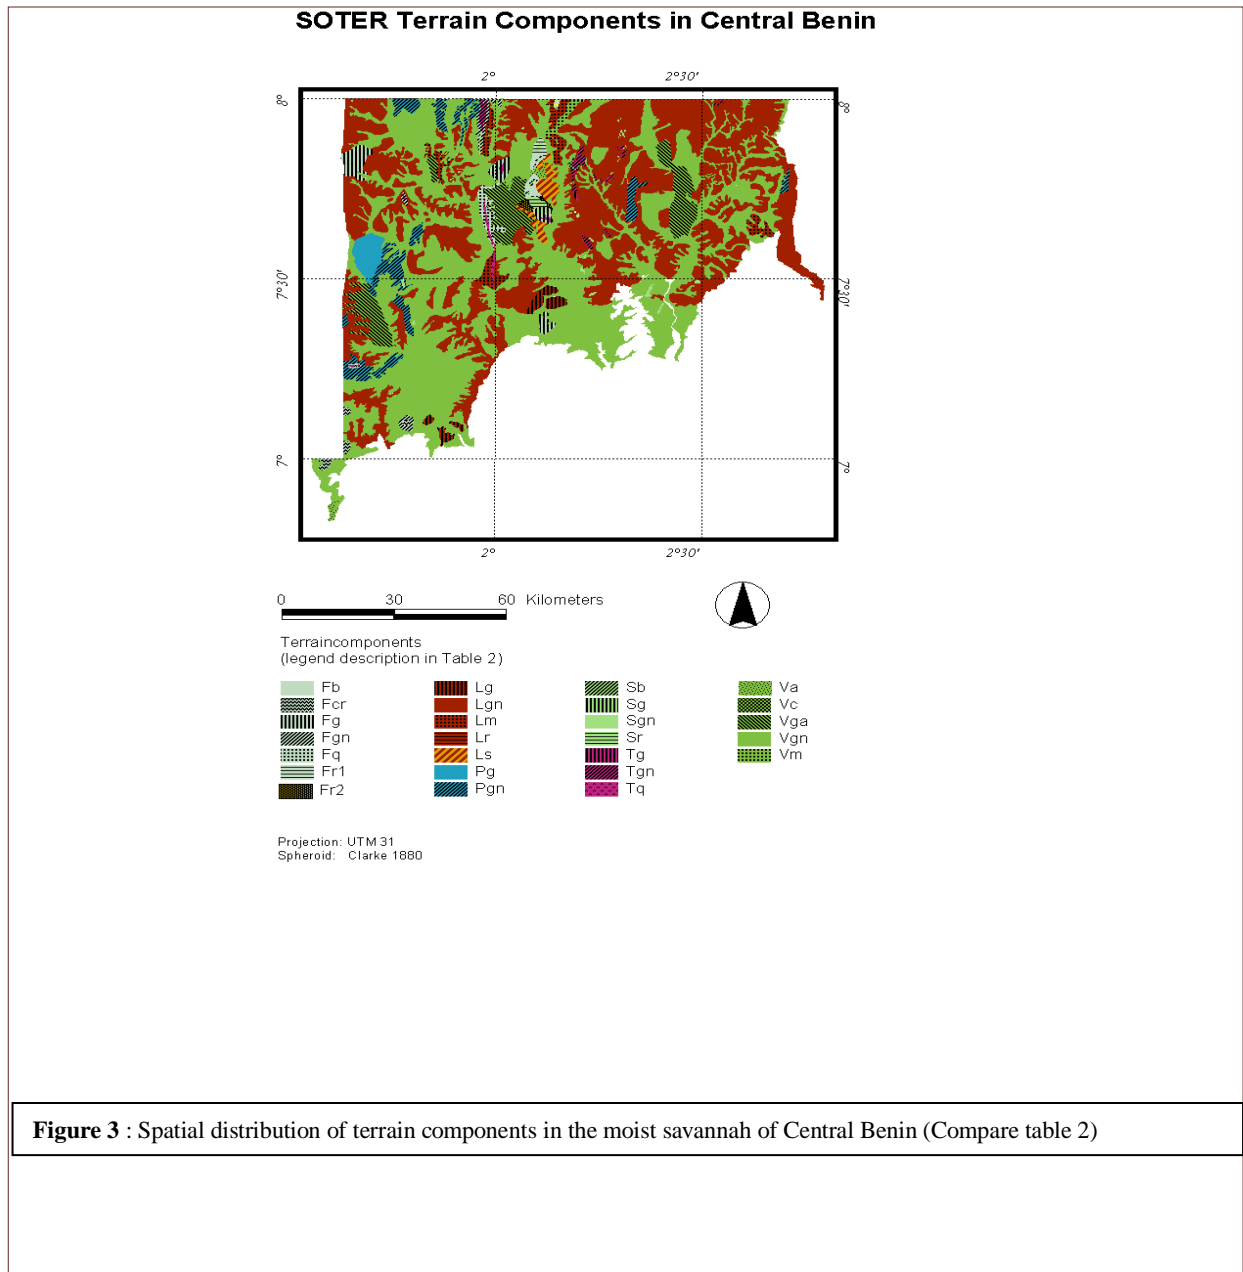 SOTER Terrain Components in Central Benin
2° 2°30'
8° 8°
7°30' 7°30'
7° 7°
2° 2°30'
0 30 60 Kilometers
Terraincomponents
(legend description in Table 2)
Fb Lg Sb Va
Fcr Lgn Sg Vc
Fg Lm Sgn Vga
Fgn Lr Sr Vgn
Fq Ls Tg Vm
Fr1 Pg Tgn
Fr2 Pgn Tq
Projection: UTM 31
Spheroid: Clarke 1880
Figure 3 : Spatial distribution of terrain components in the moist savannah of Central Benin (Compare table 2)